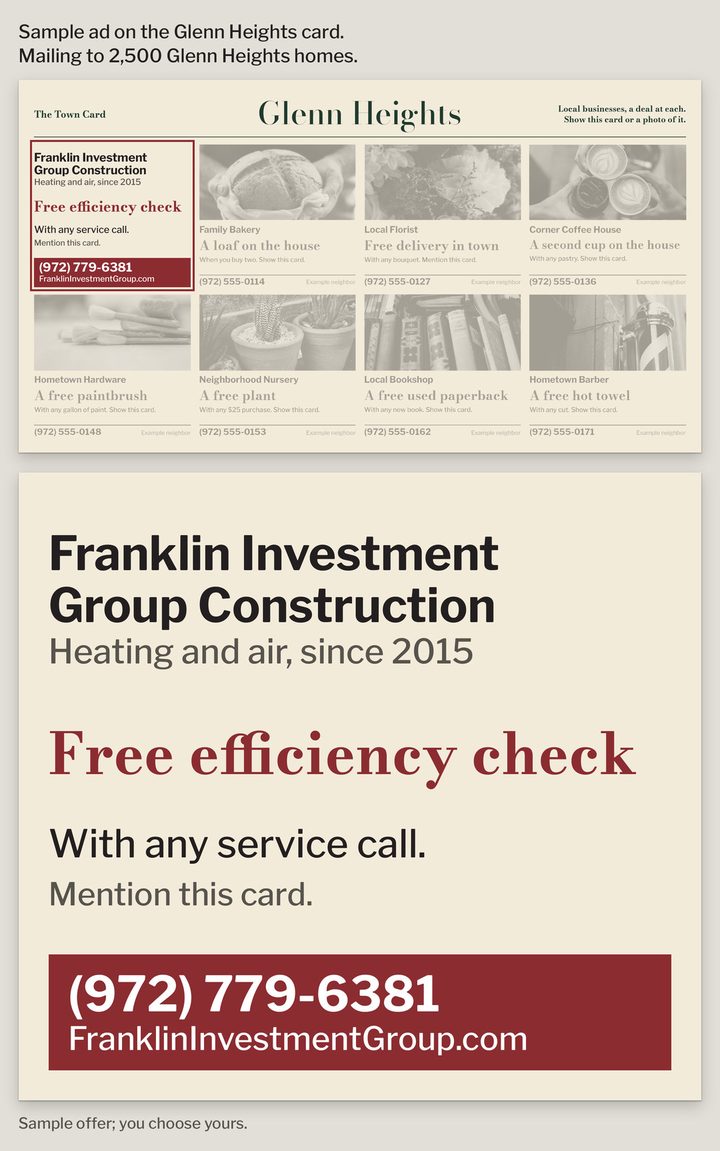 Sample ad on the Glenn Heights card.
Mailing to 2,500 Glenn Heights homes.
The Town Card
Glenn Heights
Local businesses, a deal at each.
Show this card or a photo of it.
Franklin Investment
Group Construction
Heating and air, since 2015
Free efficiency check
With any service call.
Mention this card.
(972) 779-6381
FranklinInvestmentGroup.com
Family Bakery
A loaf on the house
When you buy two. Show this card.
(972) 555-0114
Example neighbor
Local Florist
Free delivery in town
With any bouquet. Mention this card.
(972) 555-0127
Example neighbor
Corner Coffee House
A second cup on the house
With any pastry. Show this card.
(972) 555-0136
Example neighbor
Hometown Hardware
A free paintbrush
With any gallon of paint. Show this card.
(972) 555-0148
Example neighbor
Neighborhood Nursery
A free plant
With any $25 purchase. Show this card.
(972) 555-0153
Example neighbor
Local Bookshop
A free used paperback
With any new book. Show this card.
(972) 555-0162
Example neighbor
Hometown Barber
A free hot towel
With any cut. Show this card.
(972) 555-0171
Example neighbor
Franklin Investment
Group Construction
Heating and air, since 2015
Free efficiency check
With any service call.
Mention this card.
(972) 779-6381
FranklinInvestmentGroup.com
Sample offer; you choose yours.